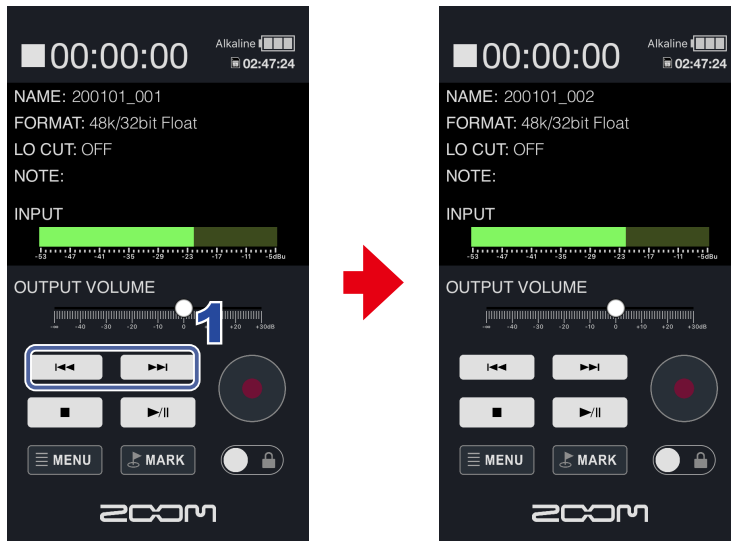 00:00:00
Alkaline
02:47:24
NAME: 200101_001
FORMAT: 48k/32bit Float
LO CUT: OFF
NOTE:
INPUT
-53 -47 -41 -35 -29 -23 -17 -11 -5dBu
OUTPUT VOLUME
-∞ -40 -30 -20 -10 0 +20 +30dB
1
MENU
MARK
ZOOM
00:00:00
Alkaline
02:47:24
NAME: 200101_002
FORMAT: 48k/32bit Float
LO CUT: OFF
NOTE:
INPUT
-53 -47 -41 -35 -29 -23 -17 -11 -5dBu
OUTPUT VOLUME
-∞ -40 -30 -20 -10 0 +10 +20 +30dB
MENU
MARK
ZOOM